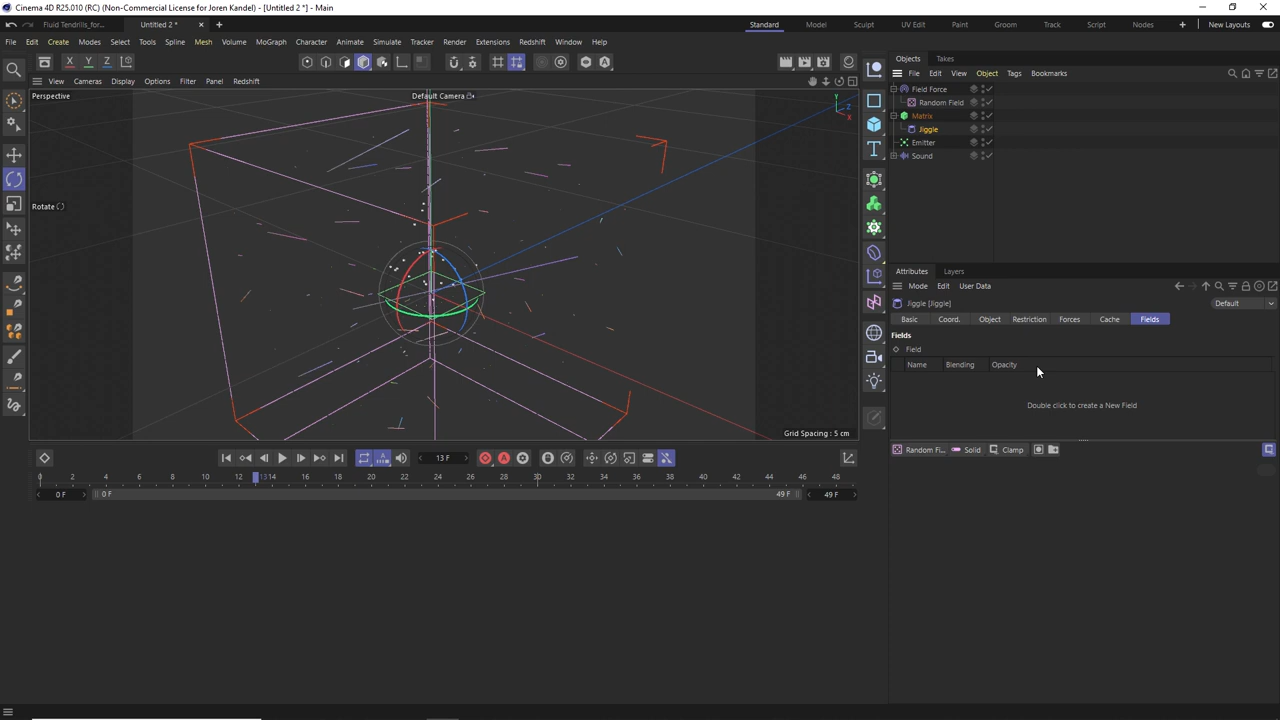 Cinema 4D R25.010 (RC) (Non-Commercial License for Joren Kandel) - [Untitled 2 *] - Main
Fluid Tendrills_for... Untitled 2 * × + Standard Model Sculpt UV Edit Paint Groom Track Script Nodes + New Layouts
File Edit Create Modes Select Tools Spline Mesh Volume MoGraph Character Animate Simulate Tracker Render Extensions Redshift Window Help
X Y Z
View Cameras Display Options Filter Panel Redshift
Perspective
Default Camera
Y Z X
Rotate
Grid Spacing : 5 cm
13 F
0 2 4 6 8 10 12 1314 16 18 20 22 24 26 28 30 32 34 36 38 40 42 44 46 48
0 F 0 F 49 F 49 F
Objects Takes
File Edit View Object Tags Bookmarks
Field Force
Random Field
Matrix
Jiggle
Emitter
Sound
Attributes Layers
Mode Edit User Data
Jiggle [Jiggle] Default
Basic Coord. Object Restriction Forces Cache Fields
Fields
Field
Name Blending Opacity
Double click to create a New Field
Random Fi... Solid Clamp